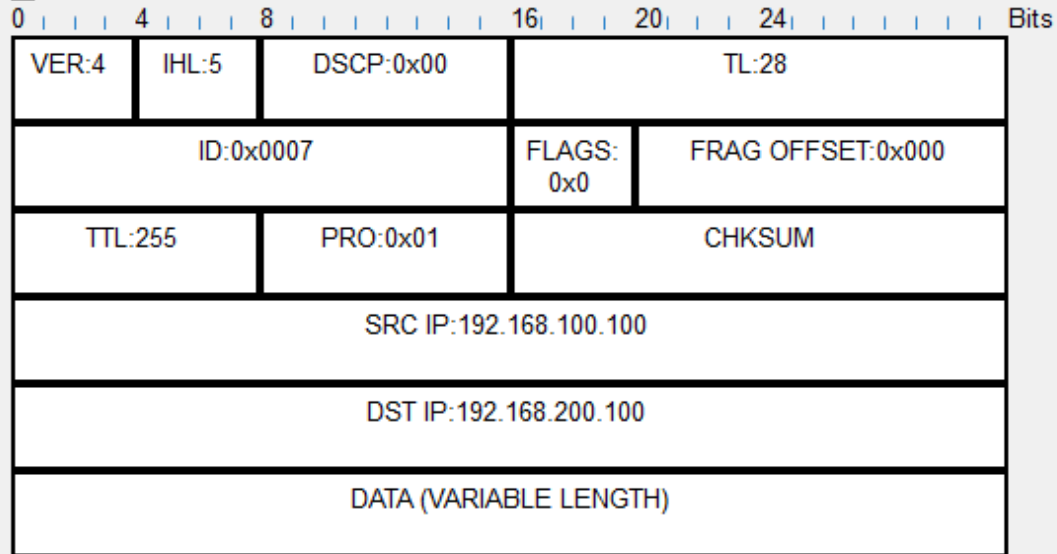 0 4 8 16 20 24 Bits
VER:4 IHL:5 DSCP:0x00 TL:28
ID:0x0007 FLAGS: FRAG OFFSET:0x000
0x0
TTL:255 PRO:0x01 CHKSUM
SRC IP:192.168.100.100
DST IP:192.168.200.100
DATA (VARIABLE LENGTH)